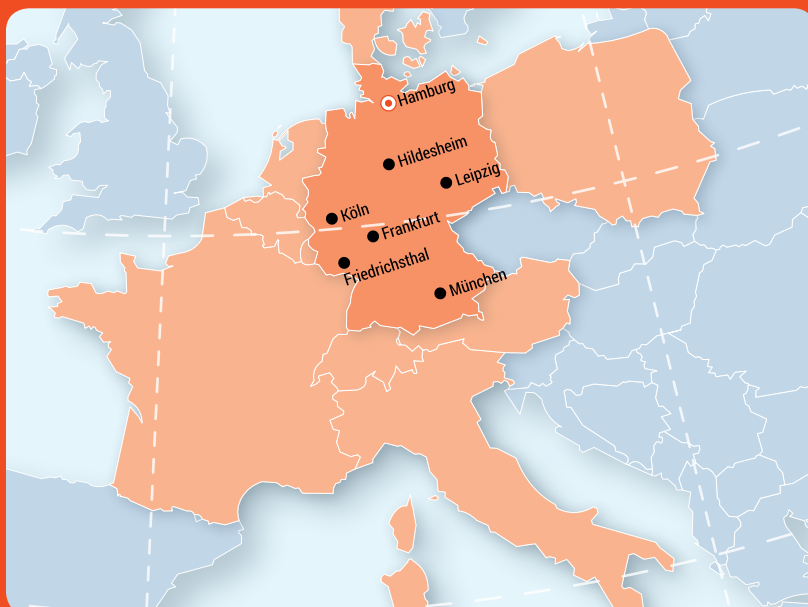 Hamburg
Hildesheim
Leipzig
Köln
Frankfurt
Friedrichsthal
München